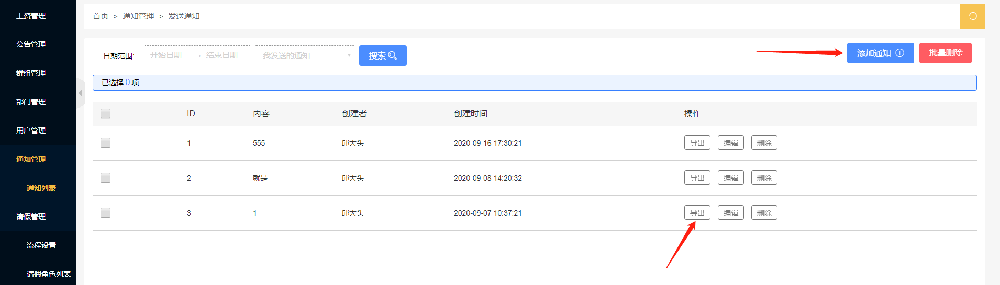 工资管理
公告管理
群组管理
部门管理
用户管理
通知管理
通知列表
请假管理
流程设置
请假角色列表
首页 > 通知管理 > 发送通知
日期范围: 开始日期 → 结束日期 我发送的通知 搜索 添加通知 批量删除
已选择 0 项
ID 内容 创建者 创建时间 操作
1 555 邱大头 2020-09-16 17:30:21 导出 编辑 删除
2 就是 邱大头 2020-09-08 14:20:32 导出 编辑 删除
3 1 邱大头 2020-09-07 10:37:21 导出 编辑 删除